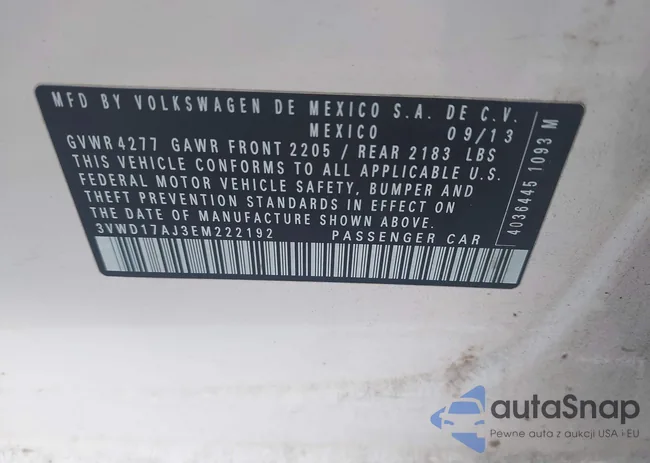 MFD BY VOLKSWAGEN DE MEXICO S.A. DE C.V.
MEXICO 09/13
GVWR 4277 GAWR FRONT 2205 / REAR 2183 LBS
THIS VEHICLE CONFORMS TO ALL APPLICABLE U.S.
FEDERAL MOTOR VEHICLE SAFETY, BUMPER AND
THEFT PREVENTION STANDARDS IN EFFECT ON
THE DATE OF MANUFACTURE SHOWN ABOVE.
3VWD17AJ3EM222192 PASSENGER CAR
4036445 1093 M
autaSnap
Pewne auta z aukcji USA i EU